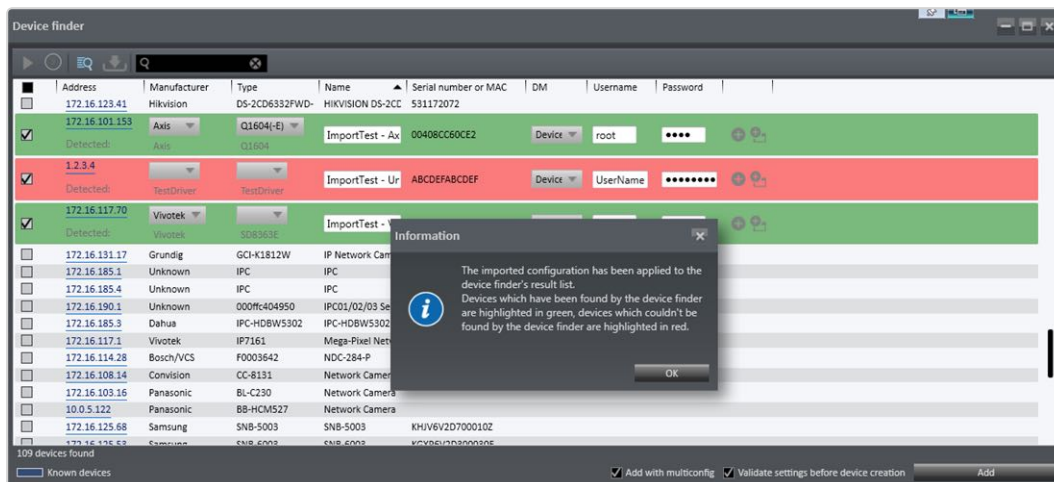 Device finder
Address Manufacturer Type Name Serial number or MAC DM Username Password
172.16.123.41 Hikvision DS-2CD6332FWD- HIKVISION DS-2CD 531172072
172.16.101.153 Axis Q1604(-E) ImportTest - Ax 00408CC60CE2 Device root ••••
Detected: Axis Q1604
1.2.3.4 ImportTest - Ur ABCDEFABCDEF Device UserName ••••••••
Detected: TestDriver TestDriver
172.16.117.70 Vivotek ImportTest - V
Detected: Vivotek SD8363E
172.16.131.17 Grundig GCI-K1812W IP Network Cam
172.16.185.1 Unknown IPC IPC
172.16.185.4 Unknown IPC IPC
172.16.190.1 Unknown 000ffc404950 IPC01/02/03 Se
172.16.185.3 Dahua IPC-HDBW5302 IPC-HDBW5302
172.16.117.1 Vivotek IP7161 Mega-Pixel Net
172.16.114.28 Bosch/VCS F0003642 NDC-284-P
172.16.108.14 Convision CC-8131 Network Camer
172.16.103.16 Panasonic BL-C230 Network Camera
10.0.5.122 Panasonic BB-HCM527 Network Camera
172.16.125.68 Samsung SNB-5003 SNB-5003 KHJV6V2D700010Z
172.16.125.53 Samsung SNB-6003 SNB-6003
Information
The imported configuration has been applied to the
device finder's result list.
Devices which have been found by the device finder
are highlighted in green, devices which couldn't be
found by the device finder are highlighted in red.
OK
109 devices found
Known devices
Add with multiconfig Validate settings before device creation Add